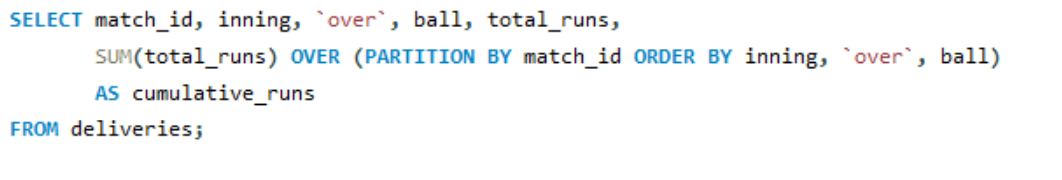 SELECT match_id, inning, `over`, ball, total_runs,
SUM(total_runs) OVER (PARTITION BY match_id ORDER BY inning, `over`, ball)
AS cumulative_runs
FROM deliveries;